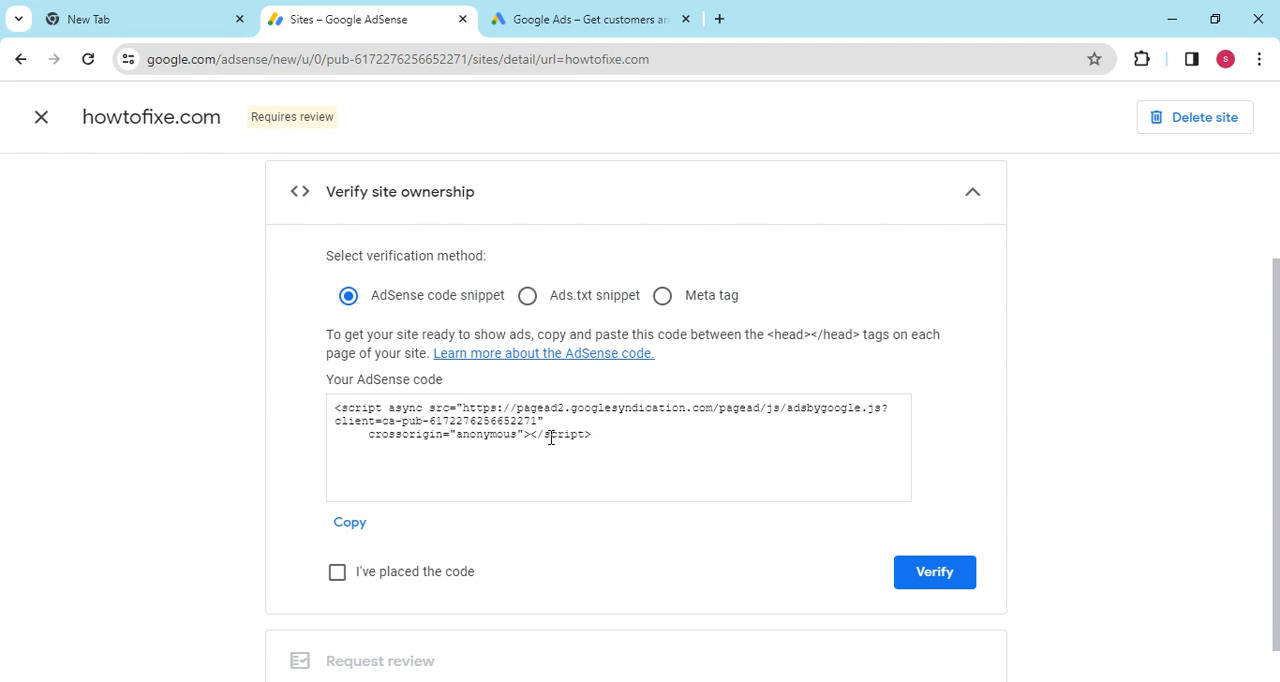 New Tab
Sites – Google AdSense
Google Ads – Get customers an
google.com/adsense/new/u/0/pub-6172276256652271/sites/detail/url=howtofixe.com
S
howtofixe.com
Requires review
Delete site
Verify site ownership
Select verification method:
AdSense code snippet
Ads.txt snippet
Meta tag
To get your site ready to show ads, copy and paste this code between the <head></head> tags on each
page of your site. Learn more about the AdSense code.
Your AdSense code
<script async src="https://pagead2.googlesyndication.com/pagead/js/adsbygoogle.js?
client=ca-pub-6172276256652271"
crossorigin="anonymous"></script>
Copy
I've placed the code
Verify
Request review